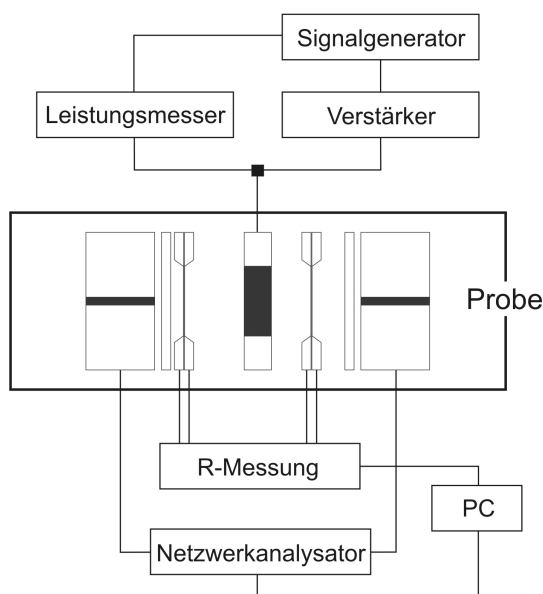 Signalgenerator
Leistungsmesser
Verstärker
Probe
R-Messung
PC
Netzwerkanalysator